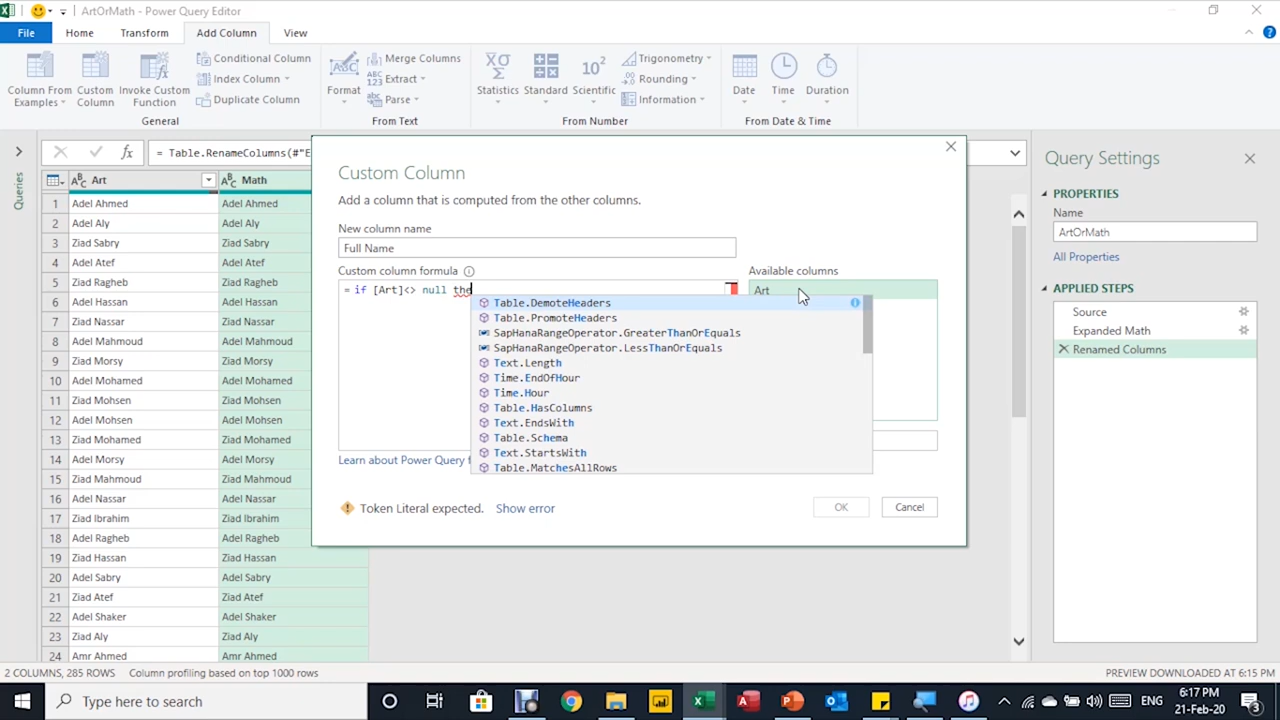 ArtOrMath - Power Query Editor
File Home Transform Add Column View
Column From Examples
Custom Column
Invoke Custom Function
Conditional Column
Index Column
Duplicate Column
General
Format
Merge Columns
Extract
Parse
From Text
Statistics
Standard
Scientific
Trigonometry
Rounding
Information
From Number
Date
Time
Duration
From Date & Time
= Table.RenameColumns(#"E
Queries
Art Math
1 Adel Ahmed Adel Ahmed
2 Adel Aly Adel Aly
3 Ziad Sabry Ziad Sabry
4 Adel Atef Adel Atef
5 Ziad Ragheb Ziad Ragheb
6 Adel Hassan Adel Hassan
7 Ziad Nassar Ziad Nassar
8 Adel Mahmoud Adel Mahmoud
9 Ziad Morsy Ziad Morsy
10 Adel Mohamed Adel Mohamed
11 Ziad Mohsen Ziad Mohsen
12 Adel Mohsen Adel Mohsen
13 Ziad Mohamed Ziad Mohamed
14 Adel Morsy Adel Morsy
15 Ziad Mahmoud Ziad Mahmoud
16 Adel Nassar Adel Nassar
17 Ziad Ibrahim Ziad Ibrahim
18 Adel Ragheb Adel Ragheb
19 Ziad Hassan Ziad Hassan
20 Adel Sabry Adel Sabry
21 Ziad Atef Ziad Atef
22 Adel Shaker Adel Shaker
23 Ziad Aly Ziad Aly
24 Amr Ahmed Amr Ahmed
Custom Column
Add a column that is computed from the other columns.
New column name
Full Name
Custom column formula
= if [Art]<> null the
Available columns
Art
Table.DemoteHeaders
Table.PromoteHeaders
SapHanaRangeOperator.GreaterThanOrEquals
SapHanaRangeOperator.LessThanOrEquals
Text.Length
Time.EndOfHour
Time.Hour
Table.HasColumns
Text.EndsWith
Table.Schema
Text.StartsWith
Table.MatchesAllRows
Learn about Power Query f
Token Literal expected. Show error
OK Cancel
Query Settings
PROPERTIES
Name
ArtOrMath
All Properties
APPLIED STEPS
Source
Expanded Math
Renamed Columns
2 COLUMNS, 285 ROWS Column profiling based on top 1000 rows
PREVIEW DOWNLOADED AT 6:15 PM
Type here to search
ENG
6:17 PM
21-Feb-20
3